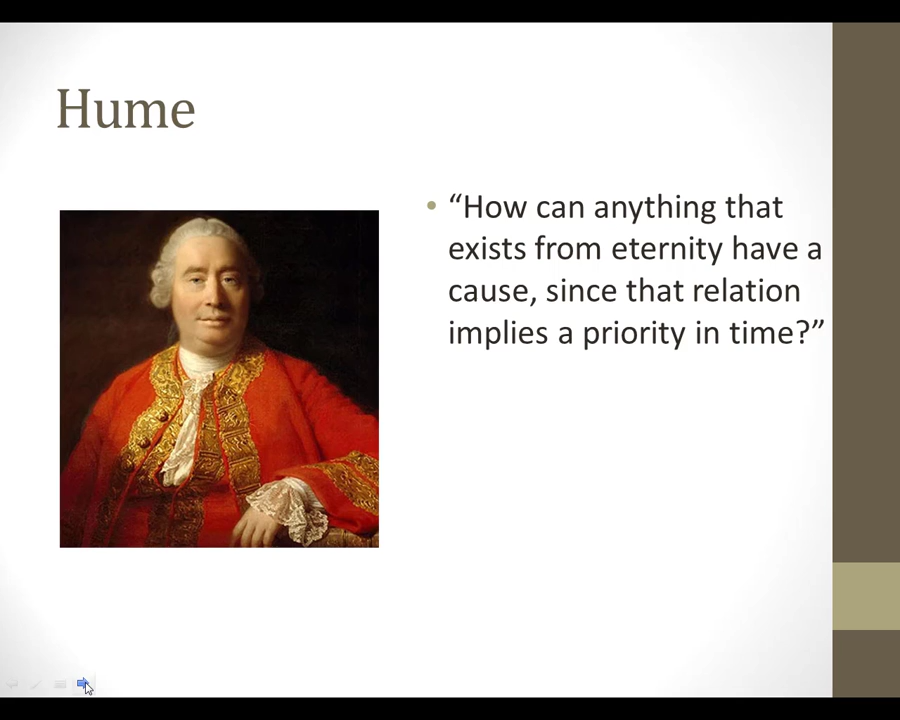 Hume
• “How can anything that
exists from eternity have a
cause, since that relation
implies a priority in time?”